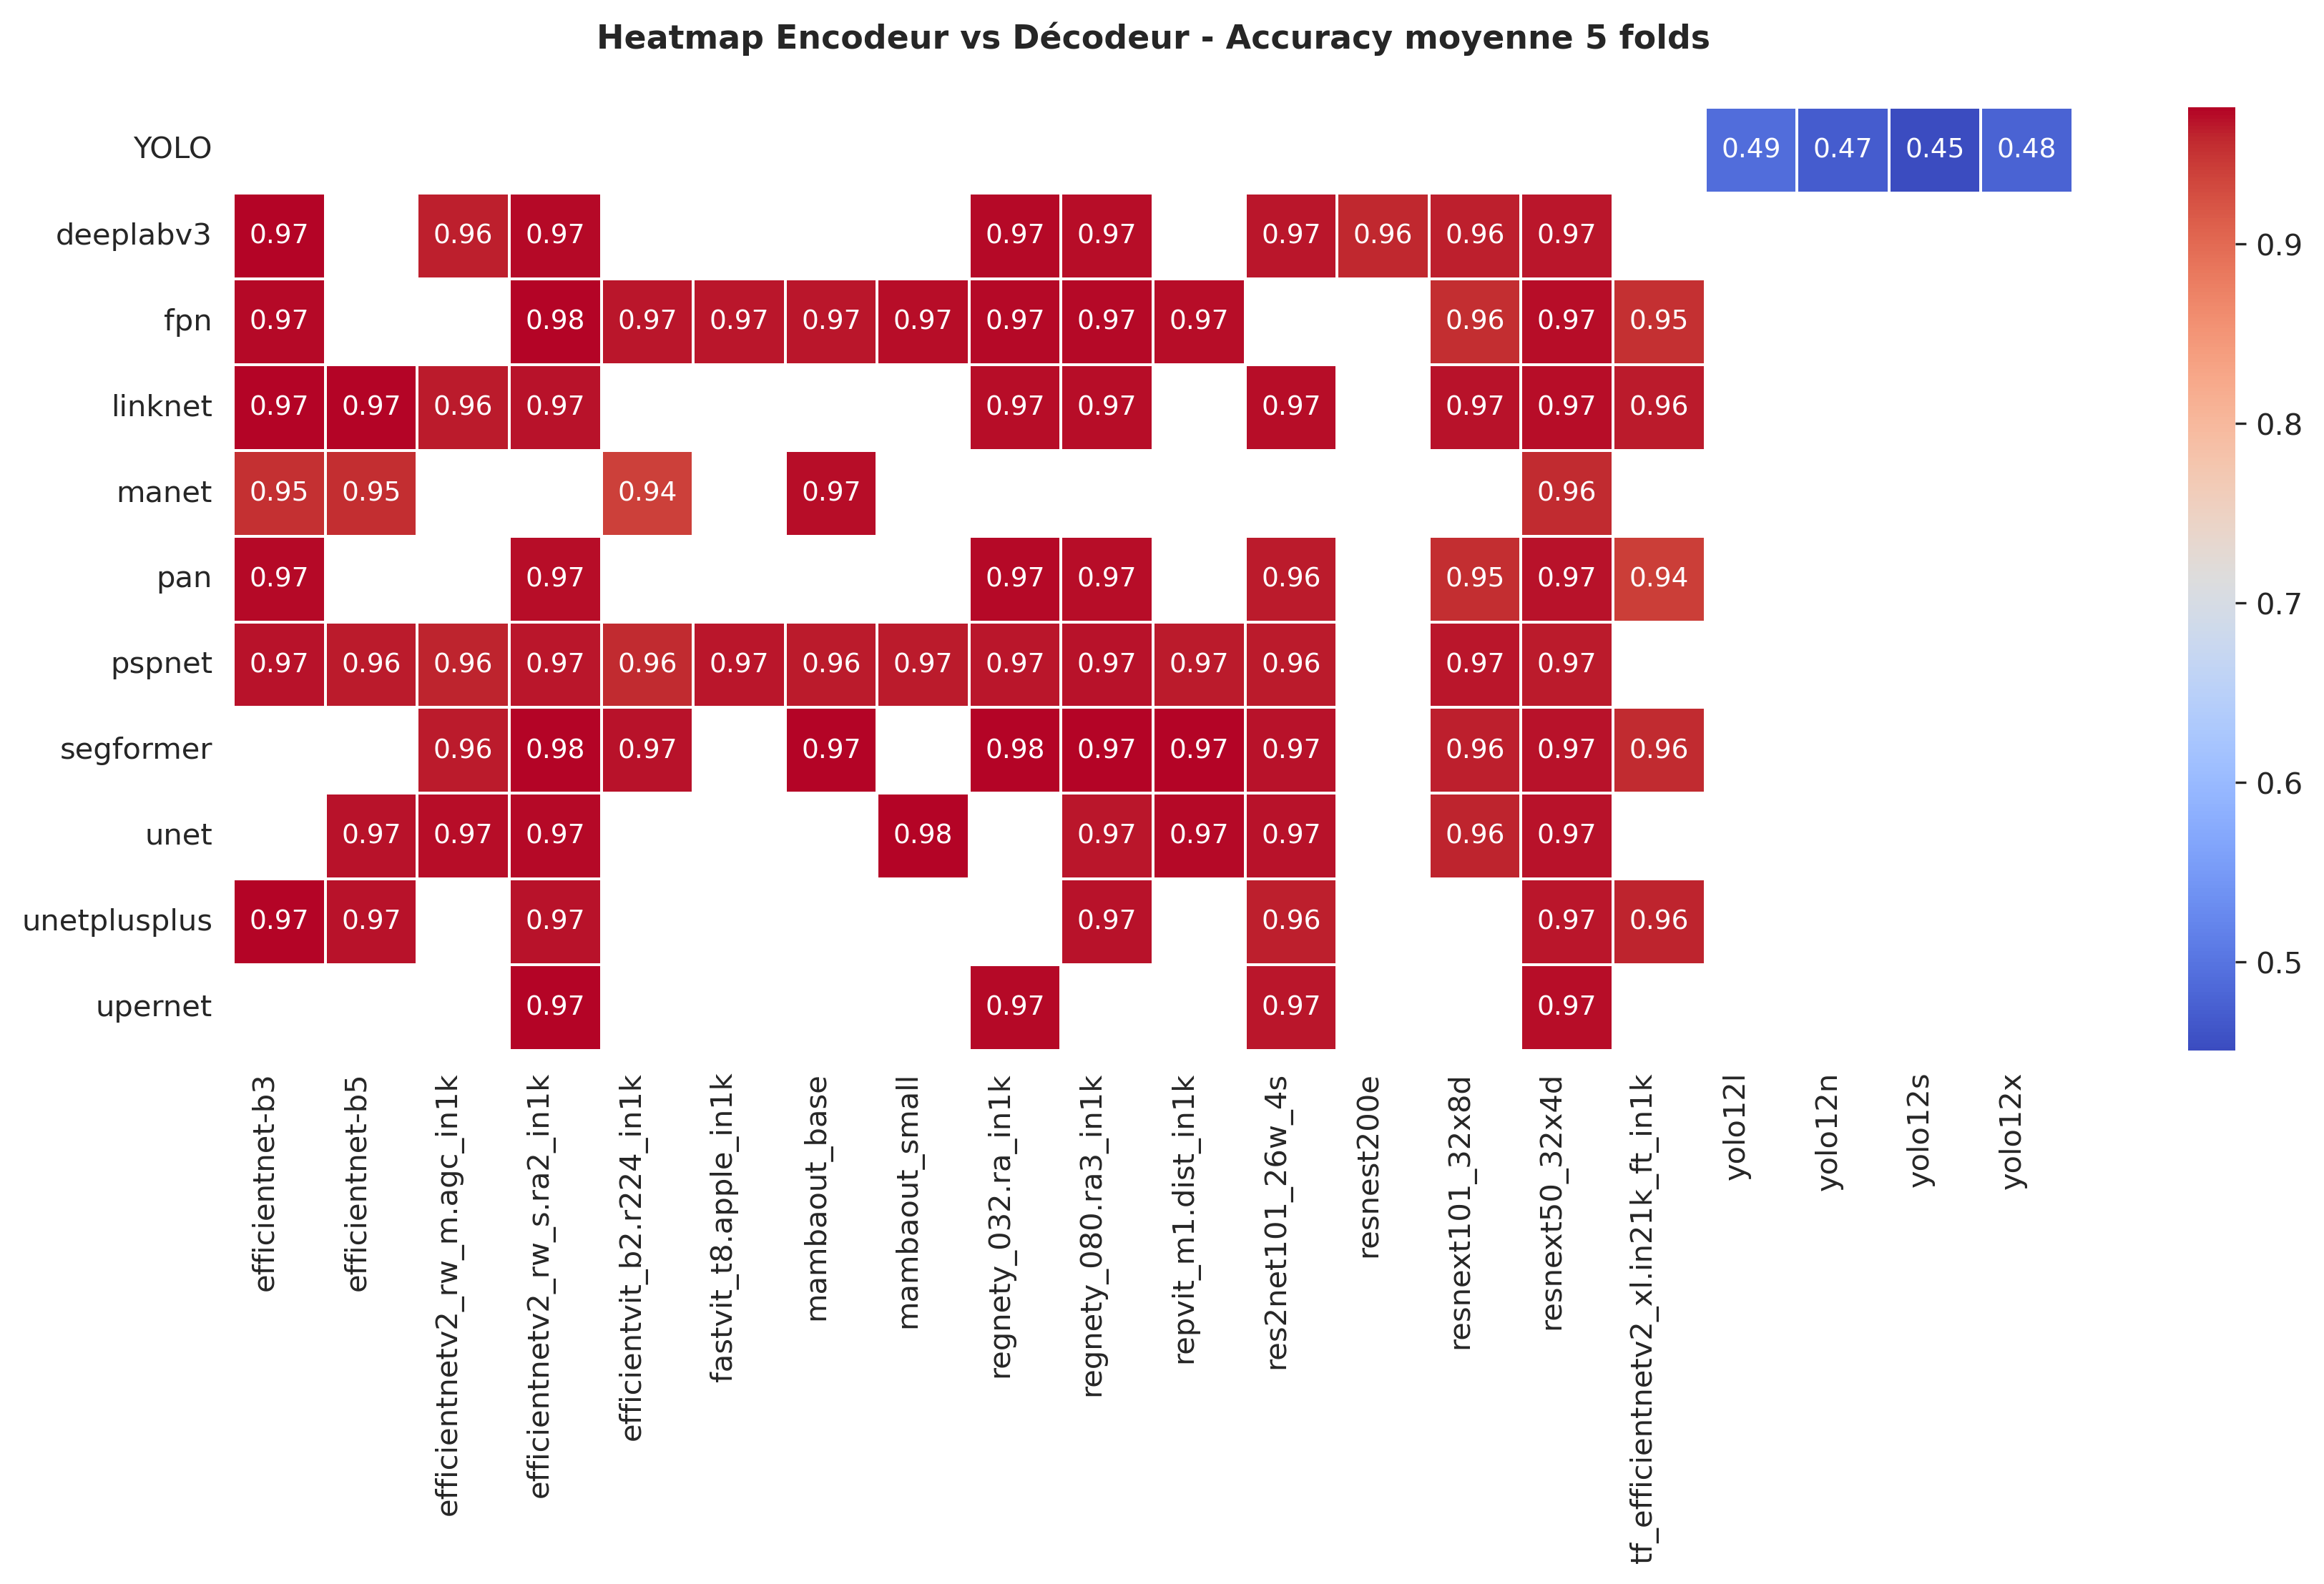 Heatmap Encodeur vs Décodeur - Accuracy moyenne 5 folds
YOLO 0.49 0.47 0.45 0.48
deeplabv3 0.97 0.96 0.97 0.97 0.97 0.97 0.96 0.96 0.97
fpn 0.97 0.98 0.97 0.97 0.97 0.97 0.97 0.97 0.97 0.96 0.97 0.95
linknet 0.97 0.97 0.96 0.97 0.97 0.97 0.97 0.97 0.97 0.96
manet 0.95 0.95 0.94 0.97 0.96
pan 0.97 0.97 0.97 0.97 0.96 0.95 0.97 0.94
pspnet 0.97 0.96 0.96 0.97 0.96 0.97 0.96 0.97 0.97 0.97 0.97 0.96 0.97 0.97
segformer 0.96 0.98 0.97 0.97 0.98 0.97 0.97 0.97 0.96 0.97 0.96
unet 0.97 0.97 0.97 0.98 0.97 0.97 0.97 0.96 0.97
unetplusplus 0.97 0.97 0.97 0.97 0.96 0.97 0.96
upernet 0.97 0.97 0.97 0.97
efficientnet-b3
efficientnet-b5
efficientnetv2_rw_m.agc_in1k
efficientnetv2_rw_s.ra2_in1k
efficientvit_b2.r224_in1k
fastvit_t8.apple_in1k
mambaout_base
mambaout_small
regnety_032.ra_in1k
regnety_080.ra3_in1k
repvit_m1.dist_in1k
res2net101_26w_4s
resnest200e
resnext101_32x8d
resnext50_32x4d
tf_efficientnetv2_xl.in21k_ft_in1k
yolo12l
yolo12n
yolo12s
yolo12x
0.9
0.8
0.7
0.6
0.5